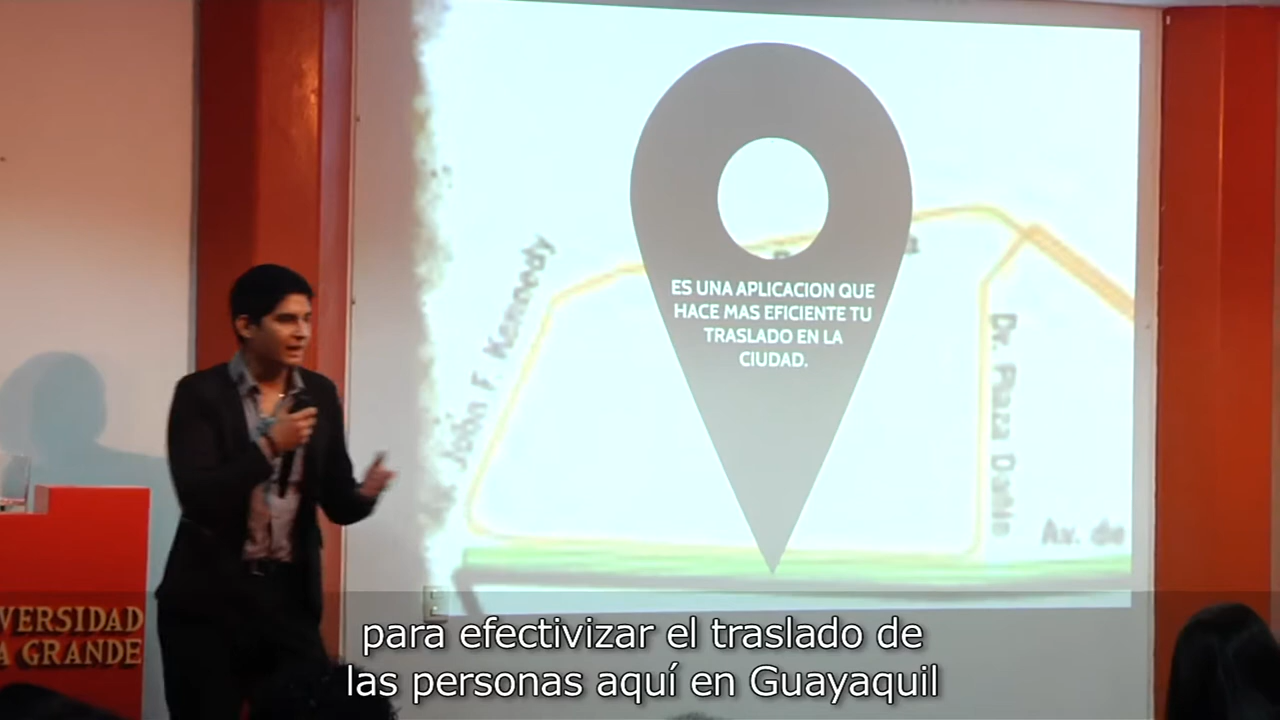 ES UNA APLICACION QUE
HACE MAS EFICIENTE TU
TRASLADO EN LA
CIUDAD.
John F. Kennedy
Dr. Plaza Dañín
Av. de
VERSIDAD
A GRANDE
para efectivizar el traslado de
las personas aquí en Guayaquil